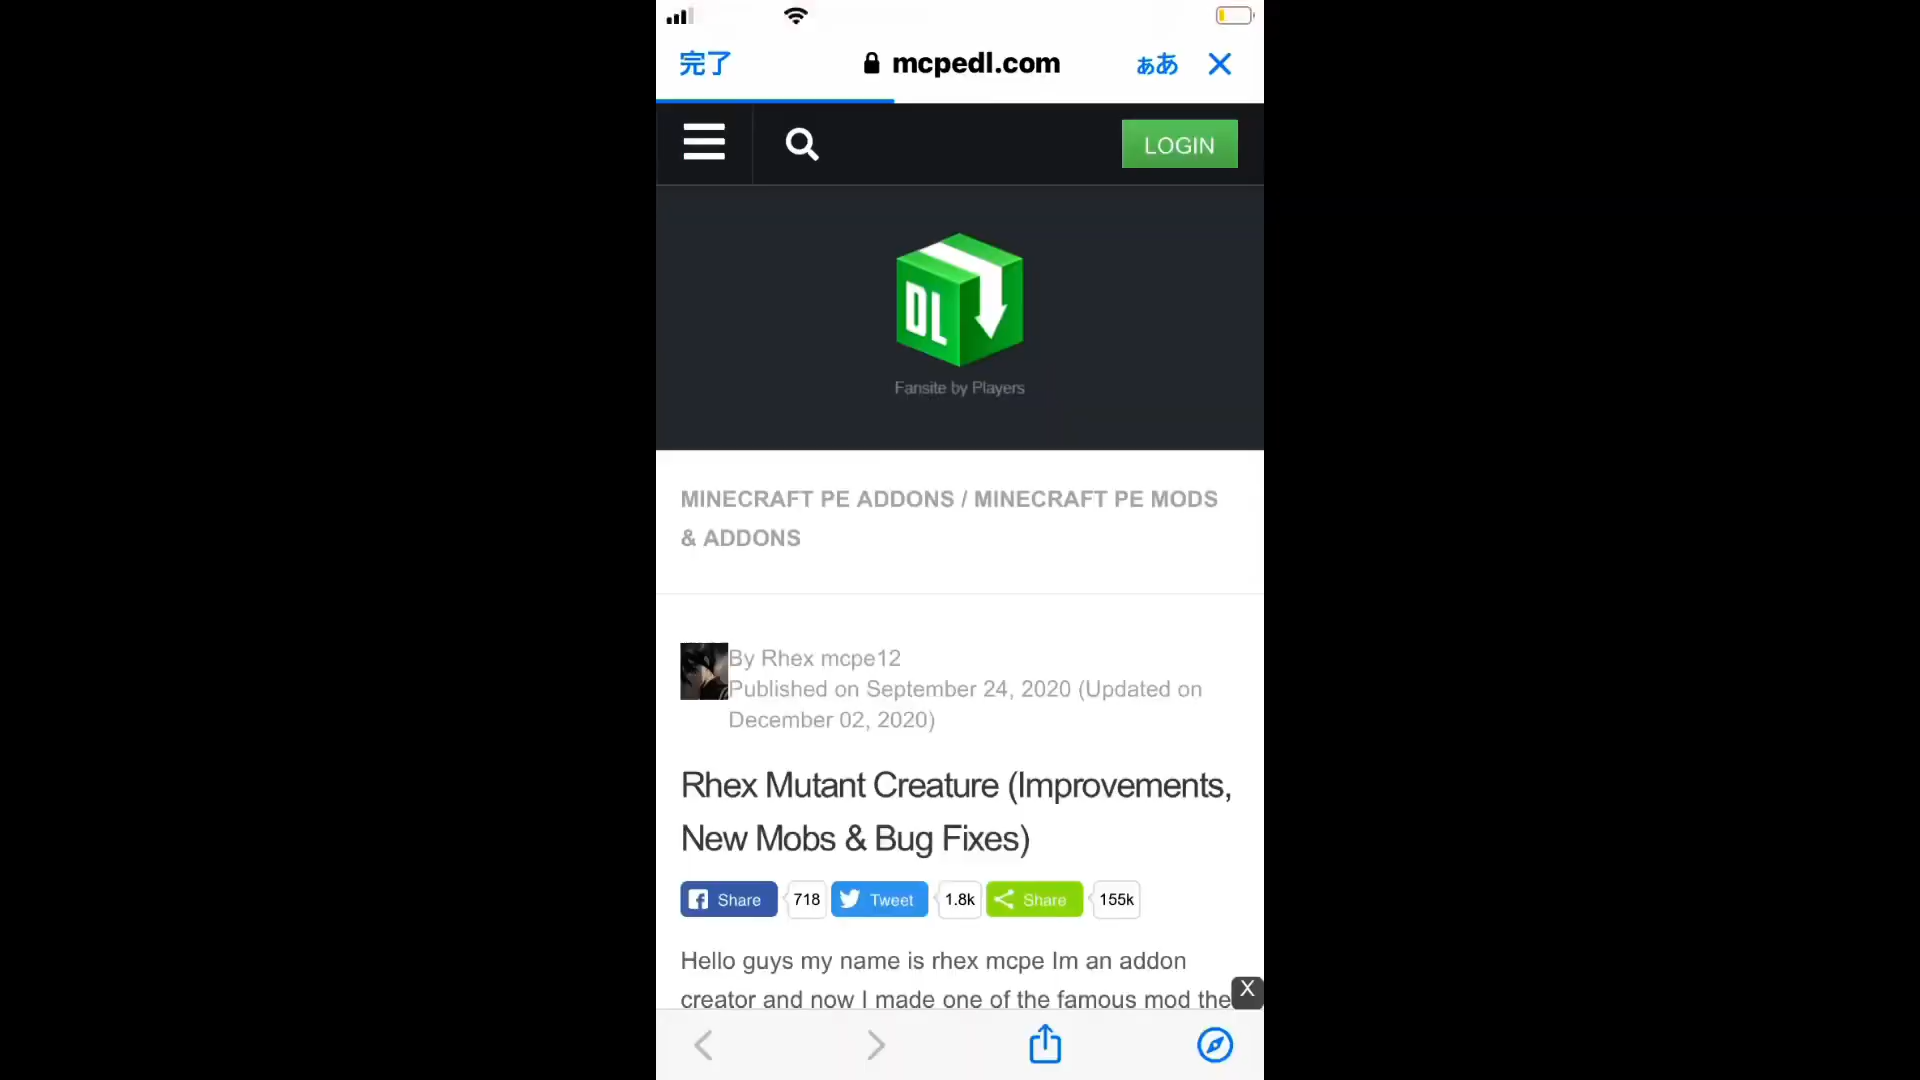 完了
mcpedl.com
ぁあ
LOGIN
DL
Fansite by Players
MINECRAFT PE ADDONS / MINECRAFT PE MODS
& ADDONS
By Rhex mcpe12
Published on September 24, 2020 (Updated on
December 02, 2020)
Rhex Mutant Creature (Improvements,
New Mobs & Bug Fixes)
Share 718 Tweet 1.8k Share 155k
Hello guys my name is rhex mcpe Im an addon
creator and now I made one of the famous mod the
X